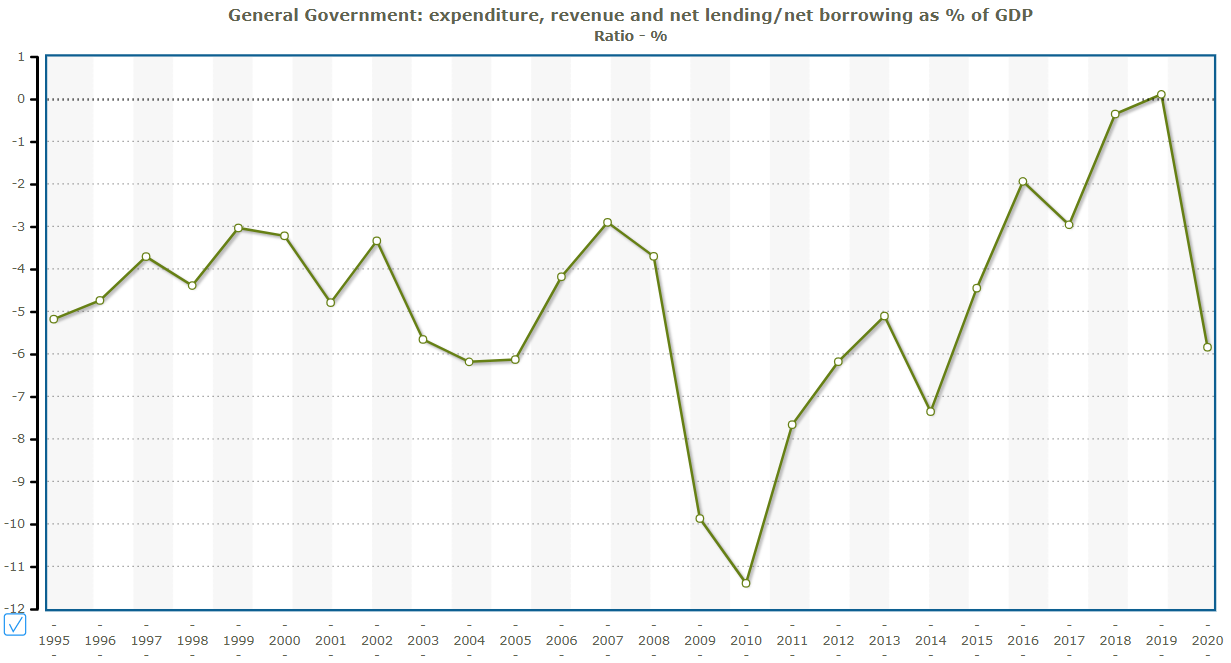 General Government: expenditure, revenue and net lending/net borrowing as % of GDP
Ratio - %
1
0
-1
-2
-3
-4
-5
-6
-7
-8
-9
-10
-11
-12
- - - - - - - - - - - - - - - - - - - - - - - - - -
1995 1996 1997 1998 1999 2000 2001 2002 2003 2004 2005 2006 2007 2008 2009 2010 2011 2012 2013 2014 2015 2016 2017 2018 2019 2020
- - - - - - - - - - - - - - - - - - - - - - - - - -